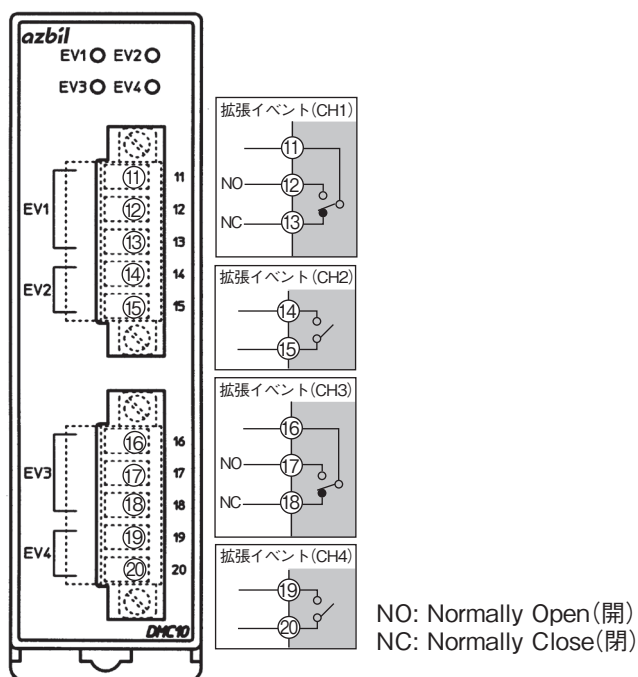 azbil
EV1 EV2
EV3 EV4
EV1
⑪ 11
⑫ 12
⑬ 13
EV2
⑭ 14
⑮ 15
EV3
⑯ 16
⑰ 17
⑱ 18
EV4
⑲ 19
⑳ 20
DMC10
拡張イベント(CH1)
⑪
NO ⑫
NC ⑬
拡張イベント(CH2)
⑭
⑮
拡張イベント(CH3)
⑯
NO ⑰
NC ⑱
拡張イベント(CH4)
⑲
⑳
NO: Normally Open(開)
NC: Normally Close(閉)